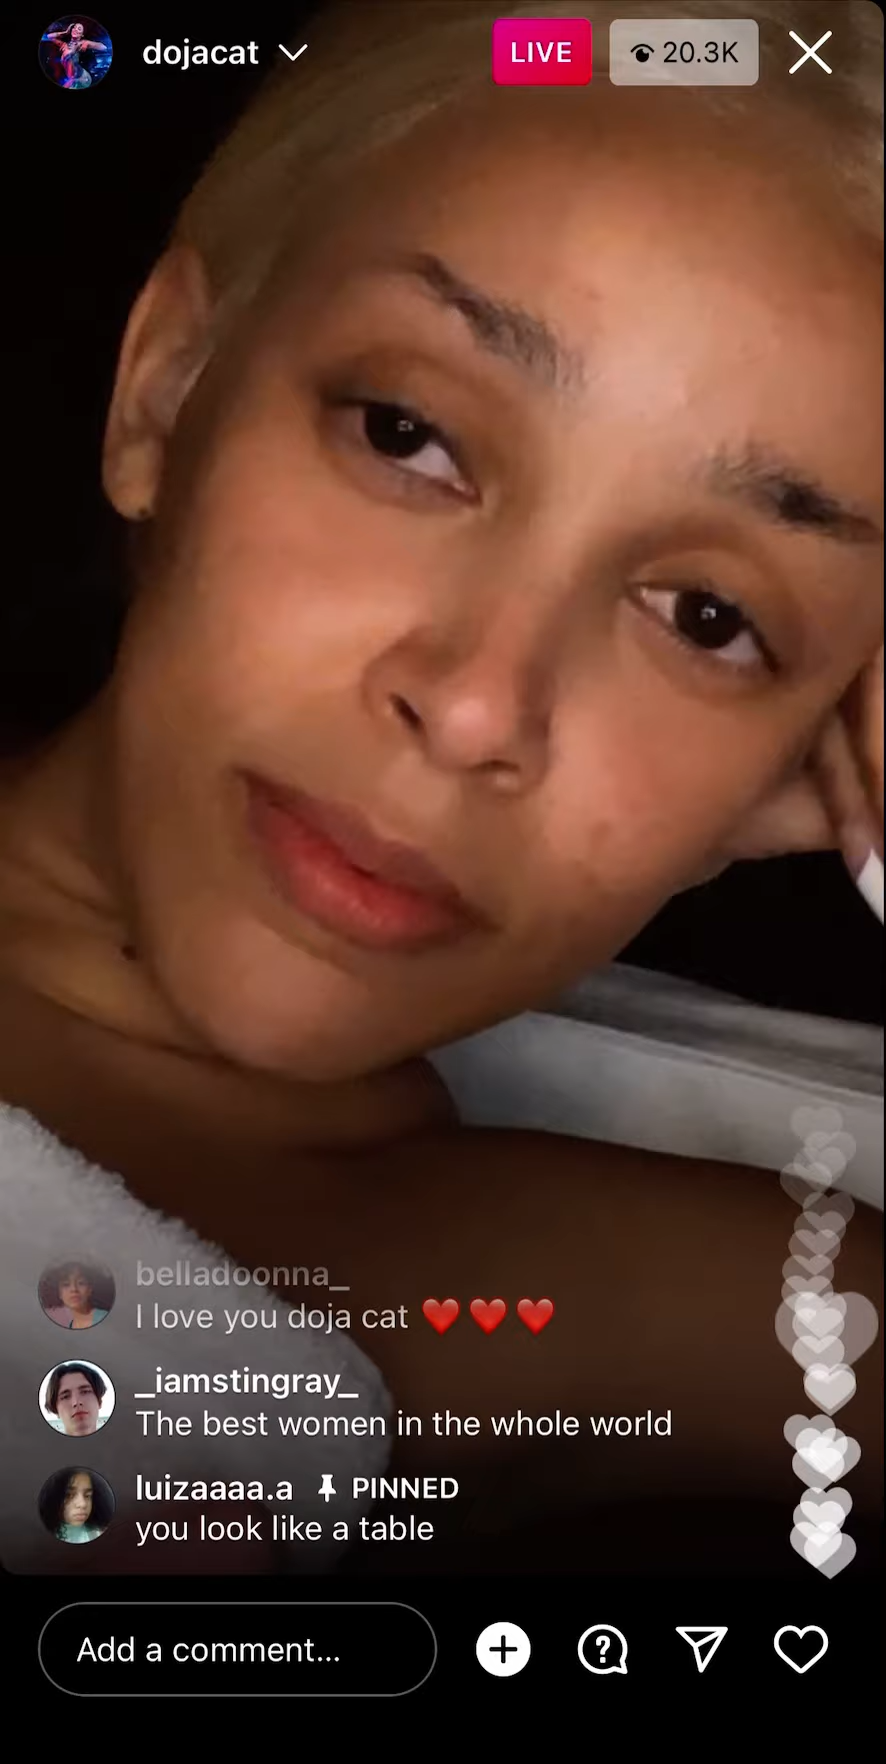 dojacat
LIVE
20.3K
belladoonna_
I love you doja cat ❤️❤️❤️
_iamstingray_
The best women in the whole world
luizaaaa.a PINNED
you look like a table
Add a comment...